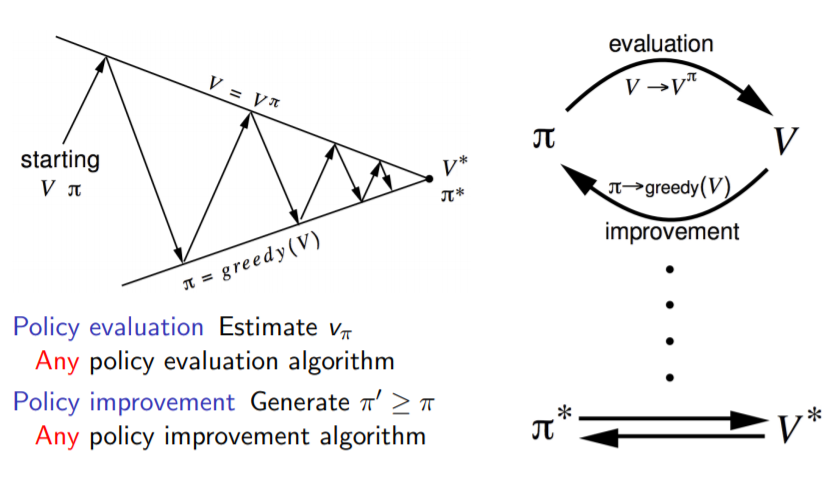 starting
V π
V = Vπ
π = greedy(V)
V*
π*
Policy evaluation Estimate vπ
Any policy evaluation algorithm
Policy improvement Generate π′ ≥ π
Any policy improvement algorithm
evaluation
V →Vπ
π
V
π→greedy(V)
improvement
π*
V*